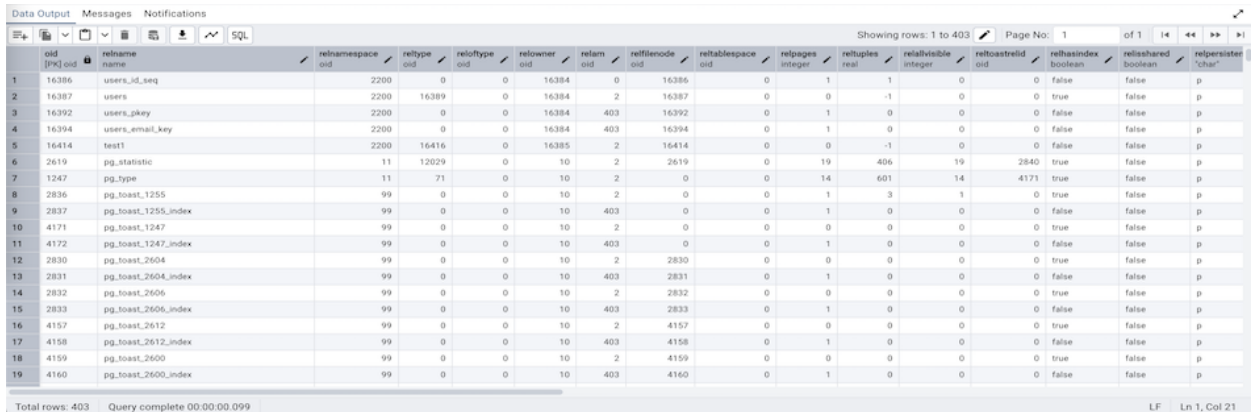 Data Output Messages Notifications
SQL Showing rows: 1 to 403 Page No: 1 of 1
oid relname relnamespace reltype reloftype relowner relam relfilenode reltablespace relpages reltuples relallvisible reltoastrelid relhasindex relisshared relpersisten
[PK] oid name oid oid oid oid oid oid oid integer real integer oid boolean boolean "char"
1 16386 users_id_seq 2200 0 0 16384 0 16386 0 1 1 0 0 false false p
2 16387 users 2200 16389 0 16384 2 16387 0 0 -1 0 0 true false p
3 16392 users_pkey 2200 0 0 16384 403 16392 0 1 0 0 0 false false p
4 16394 users_email_key 2200 0 0 16384 403 16394 0 1 0 0 0 false false p
5 16414 test1 2200 16416 0 16385 2 16414 0 0 -1 0 0 false false p
6 2619 pg_statistic 11 12029 0 10 2 2619 0 19 406 19 2840 true false p
7 1247 pg_type 11 71 0 10 2 0 0 14 601 14 4171 true false p
8 2836 pg_toast_1255 99 0 0 10 2 0 0 1 3 1 0 true false p
9 2837 pg_toast_1255_index 99 0 0 10 403 0 0 1 0 0 0 false false p
10 4171 pg_toast_1247 99 0 0 10 2 0 0 0 0 0 0 true false p
11 4172 pg_toast_1247_index 99 0 0 10 403 0 0 1 0 0 0 false false p
12 2830 pg_toast_2604 99 0 0 10 2 2830 0 0 0 0 0 true false p
13 2831 pg_toast_2604_index 99 0 0 10 403 2831 0 1 0 0 0 false false p
14 2832 pg_toast_2606 99 0 0 10 2 2832 0 0 0 0 0 true false p
15 2833 pg_toast_2606_index 99 0 0 10 403 2833 0 1 0 0 0 false false p
16 4157 pg_toast_2612 99 0 0 10 2 4157 0 0 0 0 0 true false p
17 4158 pg_toast_2612_index 99 0 0 10 403 4158 0 1 0 0 0 false false p
18 4159 pg_toast_2600 99 0 0 10 2 4159 0 0 0 0 0 true false p
19 4160 pg_toast_2600_index 99 0 0 10 403 4160 0 1 0 0 0 false false p
Total rows: 403 Query complete 00:00:00.099 LF Ln 1, Col 21